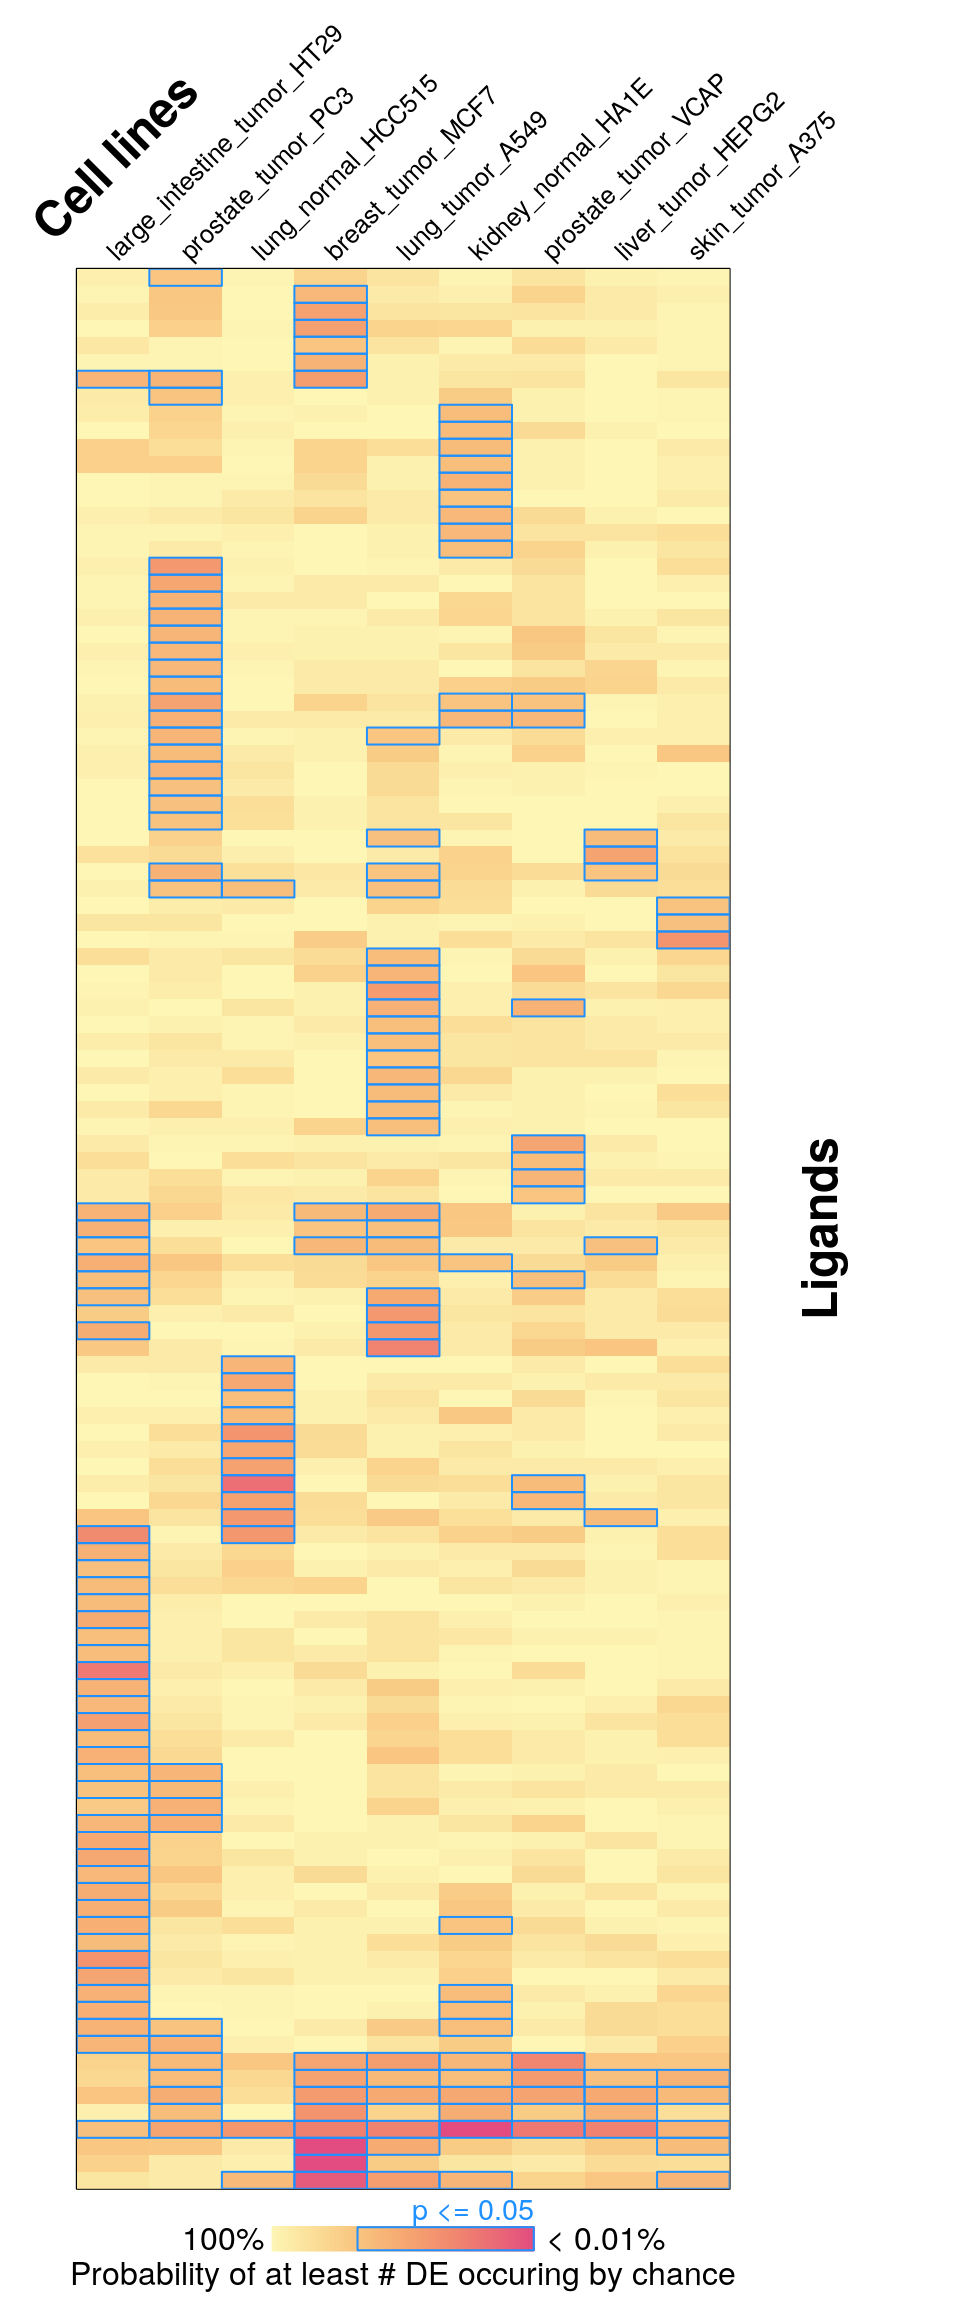 Cell lines
large_intestine_tumor_HT29
prostate_tumor_PC3
lung_normal_HCC515
breast_tumor_MCF7
lung_tumor_A549
kidney_normal_HA1E
prostate_tumor_VCAP
liver_tumor_HEPG2
skin_tumor_A375
Ligands
p <= 0.05
100% < 0.01%
Probability of at least # DE occuring by chance